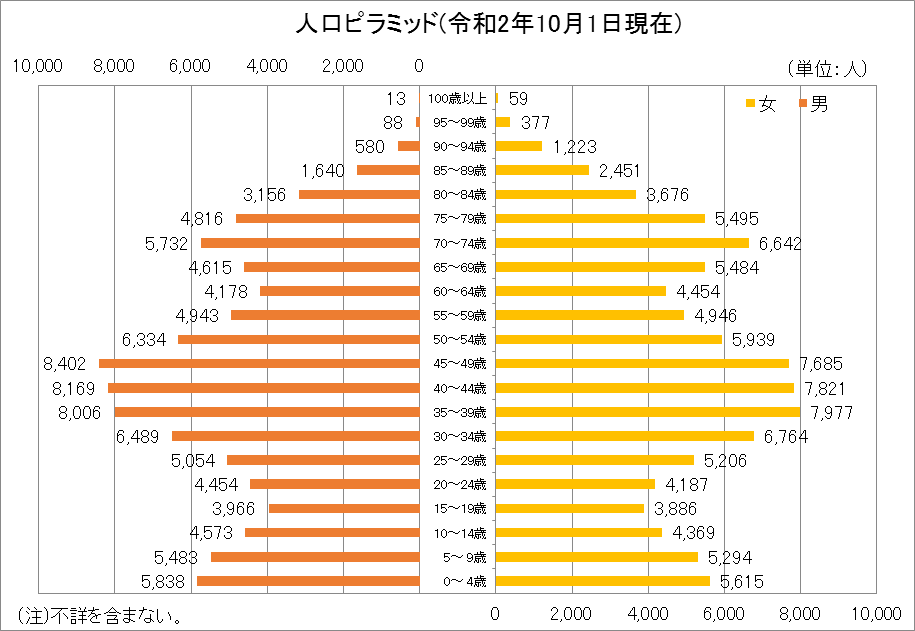 人口ピラミッド(令和2年10月1日現在)
10,000 8,000 6,000 4,000 2,000 0 (単位:人)
女 男
13 100歳以上 59
88 95～99歳 377
580 90～94歳 1,223
1,640 85～89歳 2,451
3,156 80～84歳 3,676
4,816 75～79歳 5,495
5,732 70～74歳 6,642
4,615 65～69歳 5,484
4,178 60～64歳 4,454
4,943 55～59歳 4,946
6,334 50～54歳 5,939
8,402 45～49歳 7,685
8,169 40～44歳 7,821
8,006 35～39歳 7,977
6,489 30～34歳 6,764
5,054 25～29歳 5,206
4,454 20～24歳 4,187
3,966 15～19歳 3,886
4,573 10～14歳 4,369
5,483 5～9歳 5,294
5,838 0～4歳 5,615
(注)不詳を含まない。 0 2,000 4,000 6,000 8,000 10,000